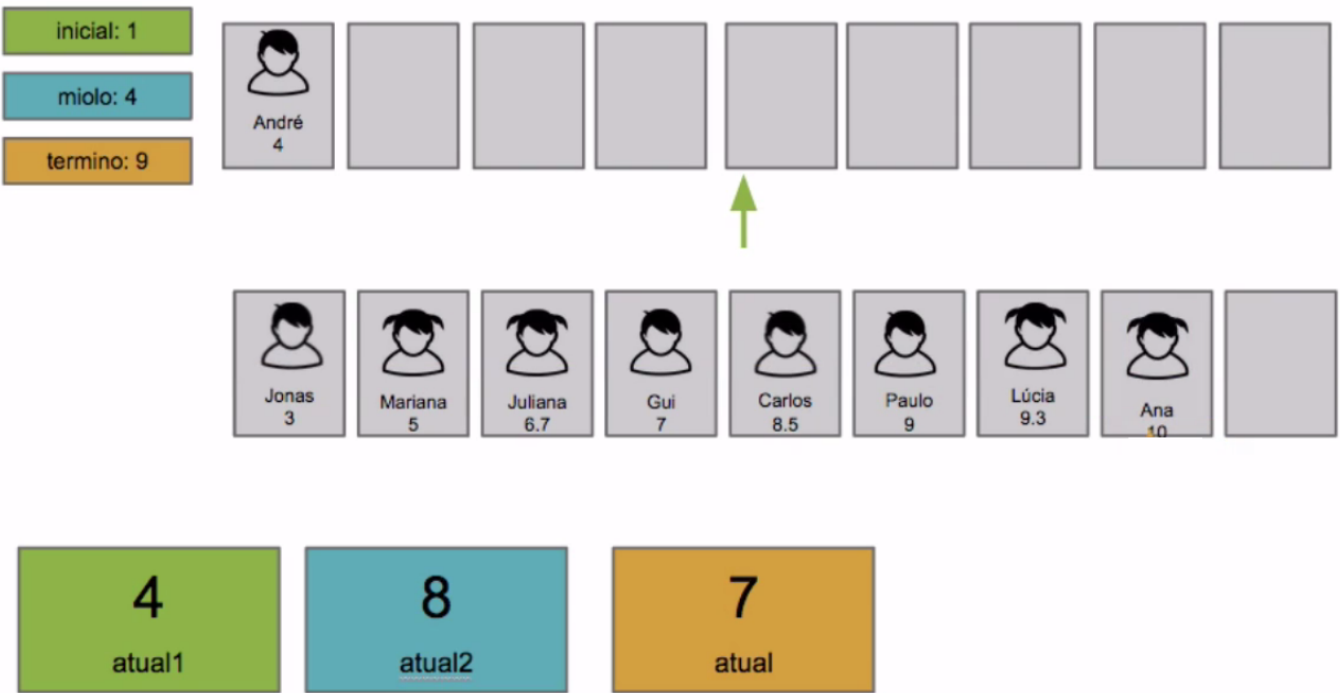 inicial: 1
miolo: 4
termino: 9
André
4
Jonas
3
Mariana
5
Juliana
6.7
Gui
7
Carlos
8.5
Paulo
9
Lúcia
9.3
Ana
10
4
atual1
8
atual2
7
atual